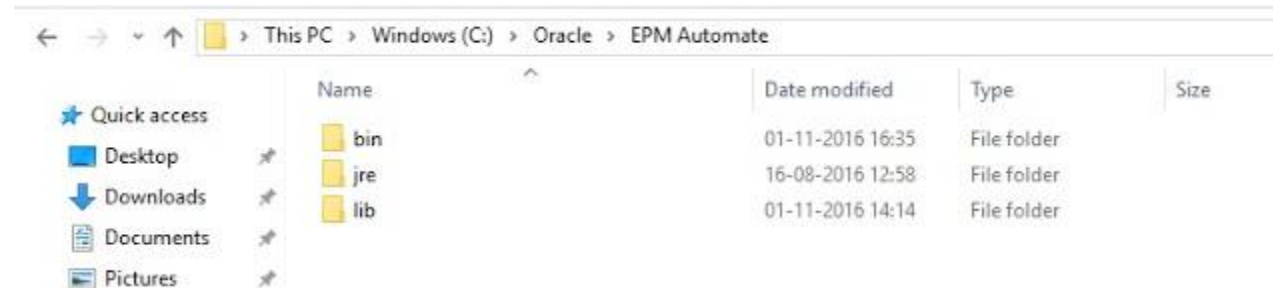 This PC > Windows (C:) > Oracle > EPM Automate
Name Date modified Type Size
Quick access
Desktop
Downloads
Documents
Pictures
bin 01-11-2016 16:35 File folder
jre 16-08-2016 12:58 File folder
lib 01-11-2016 14:14 File folder